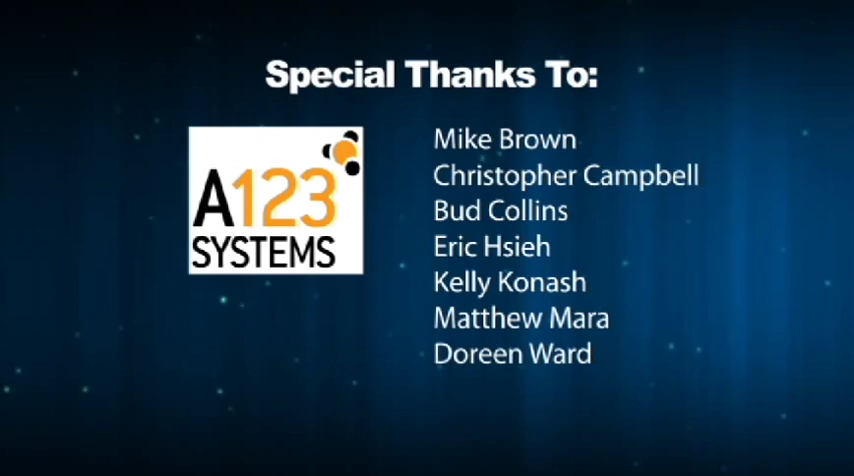 Special Thanks To:
A123
SYSTEMS
Mike Brown
Christopher Campbell
Bud Collins
Eric Hsieh
Kelly Konash
Matthew Mara
Doreen Ward